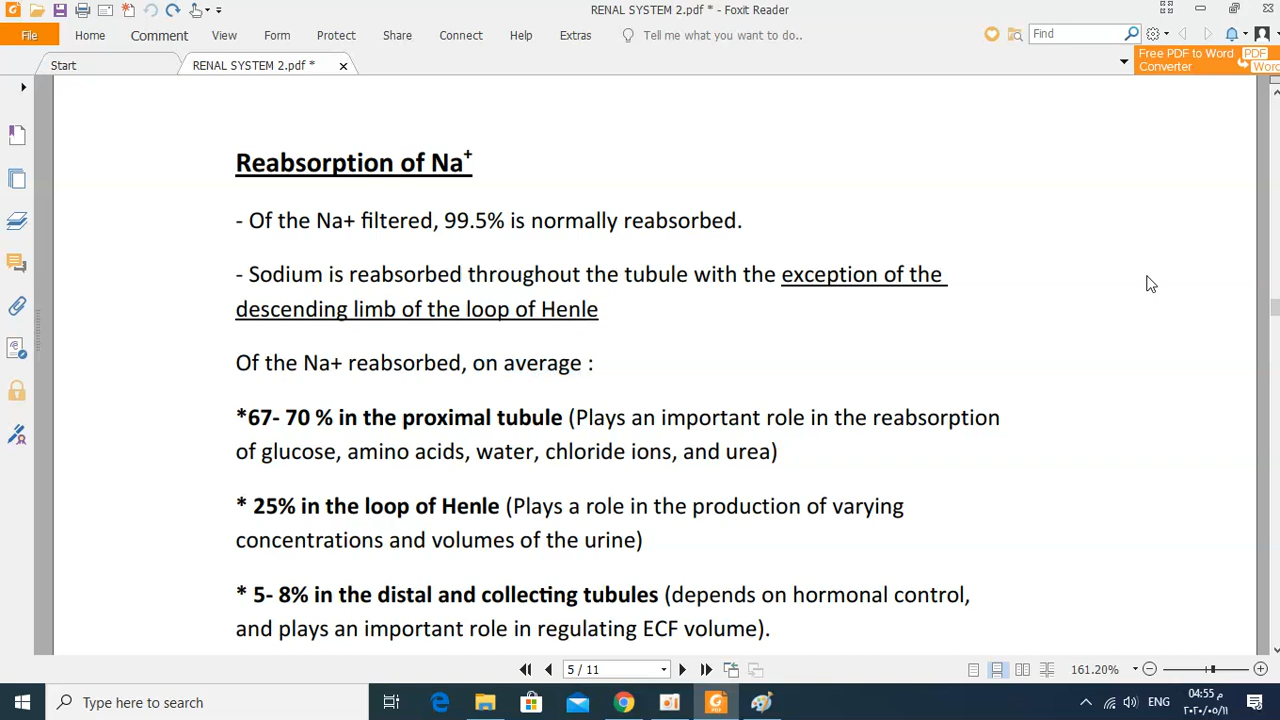 RENAL SYSTEM 2.pdf * - Foxit Reader
File Home Comment View Form Protect Share Connect Help Extras Tell me what you want to do.. Find
Start RENAL SYSTEM 2.pdf * Free PDF to Word Converter PDF Word
Reabsorption of Na+
- Of the Na+ filtered, 99.5% is normally reabsorbed.
- Sodium is reabsorbed throughout the tubule with the exception of the
descending limb of the loop of Henle
Of the Na+ reabsorbed, on average :
*67- 70 % in the proximal tubule (Plays an important role in the reabsorption
of glucose, amino acids, water, chloride ions, and urea)
* 25% in the loop of Henle (Plays a role in the production of varying
concentrations and volumes of the urine)
* 5- 8% in the distal and collecting tubules (depends on hormonal control,
and plays an important role in regulating ECF volume).
5 / 11 161.20%
Type here to search ENG 04:55 م
٢٠٢٠/٠٥/١١